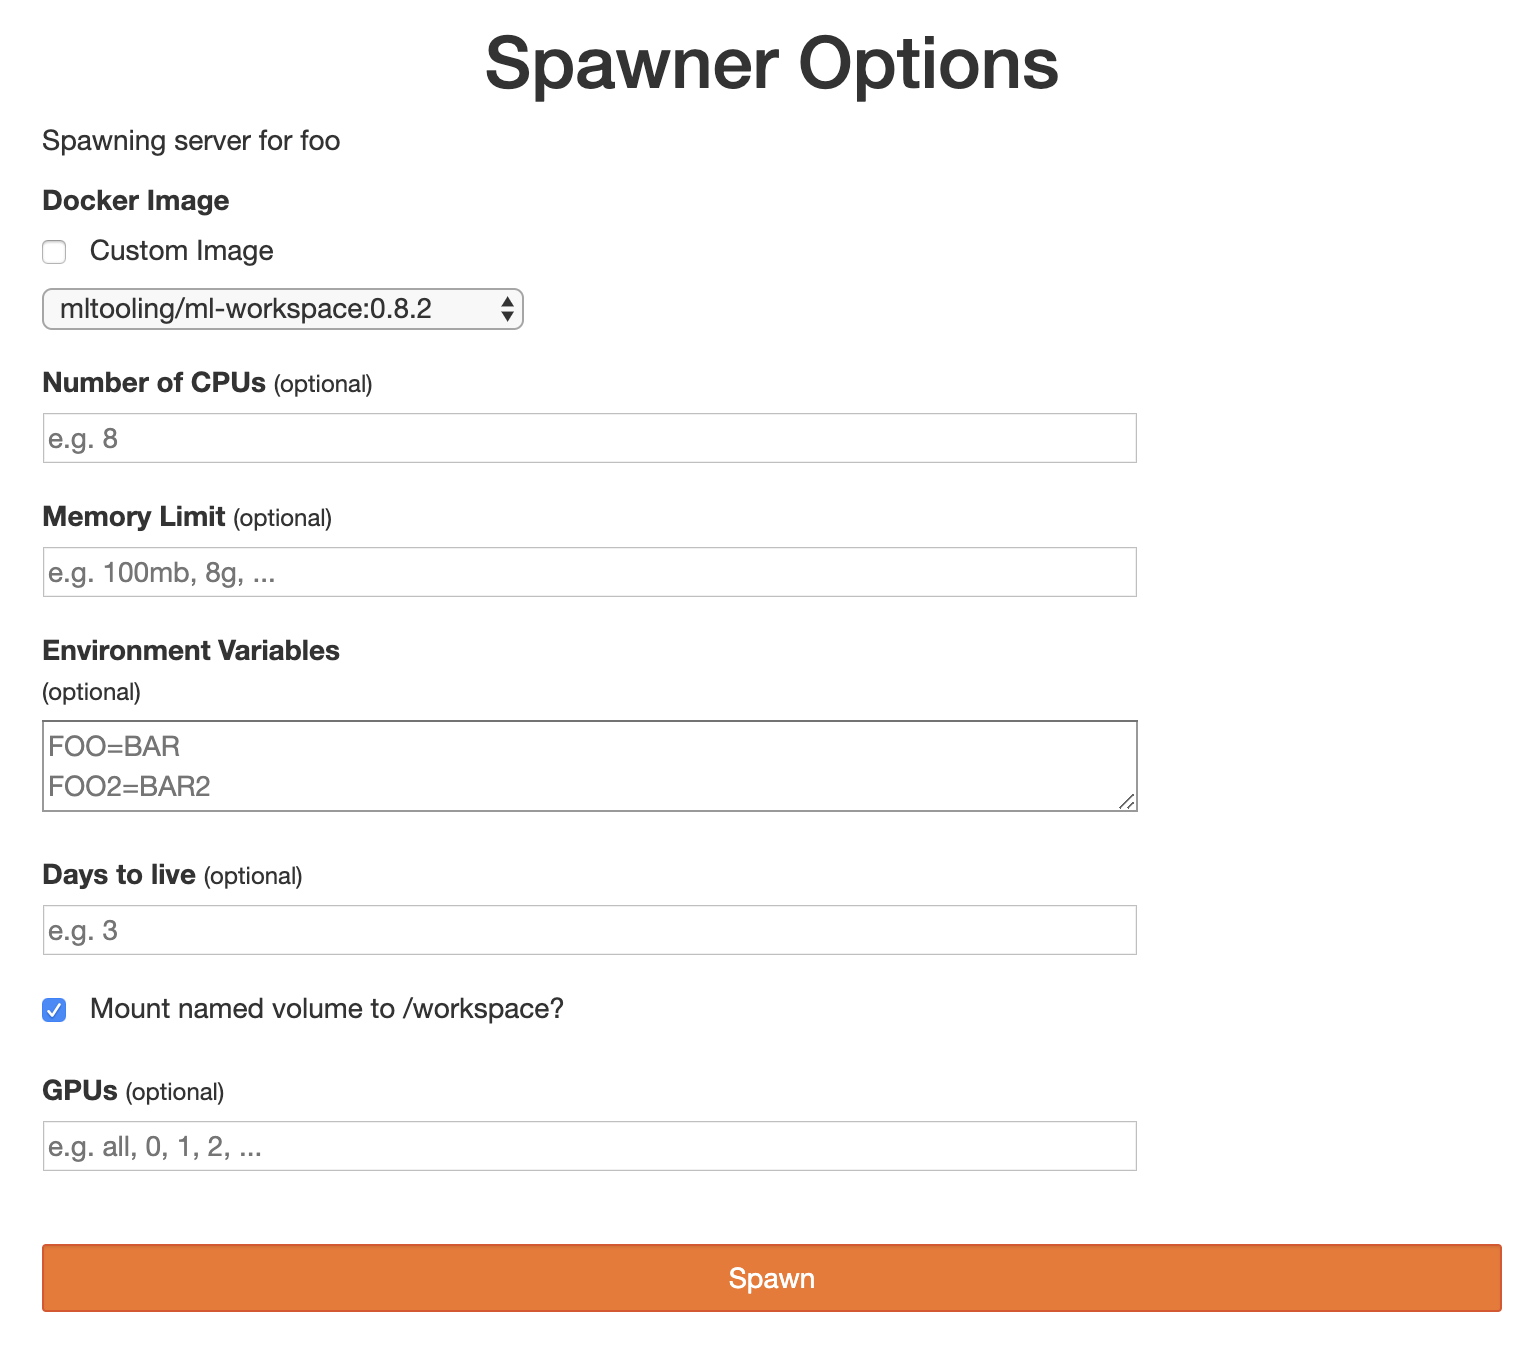 Spawner Options
Spawning server for foo
Docker Image
Custom Image
mltooling/ml-workspace:0.8.2
Number of CPUs (optional)
e.g. 8
Memory Limit (optional)
e.g. 100mb, 8g, ...
Environment Variables
(optional)
FOO=BAR
FOO2=BAR2
Days to live (optional)
e.g. 3
Mount named volume to /workspace?
GPUs (optional)
e.g. all, 0, 1, 2, ...
Spawn